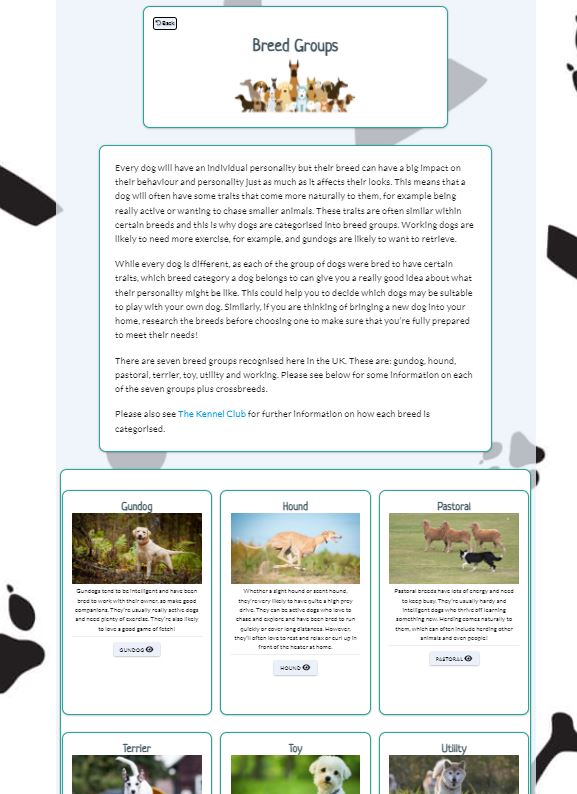 Back
Breed Groups
Every dog will have an individual personality but their breed can have a big impact on
their behaviour and personality just as much as it affects their looks. This means that a
dog will often have some traits that come more naturally to them, for example being
really active or wanting to chase smaller animals. These traits are often similar within
certain breeds and this is why dogs are categorised into breed groups. Working dogs are
likely to need more exercise, for example, and gundogs are likely to want to retrieve.
While every dog is different, as each of the group of dogs were bred to have certain
traits, which breed category a dog belongs to can give you a really good idea about what
their personality might be like. This could help you to decide which dogs may be suitable
to play with your own dog. Similarly, if you are thinking of bringing a new dog into your
home, research the breeds before choosing one to make sure that you're fully prepared
to meet their needs!
There are seven breed groups recognised here in the UK. These are: gundog, hound,
pastoral, terrier, toy, utility and working. Please see below for some information on each
of the seven groups plus crossbreeds.
Please also see The Kennel Club for further information on how each breed is
categorised.
Gundog
Gundogs tend to be intelligent and have been
bred to work with their owner, so make good
companions. They're usually really active dogs
and need plenty of exercise. They're also likely
to love a good game of fetch!
GUNDOG
Hound
Whether a sight hound or scent hound,
they're very likely to have quite a high prey
drive. They can be active dogs who love to
chase and explore and have been bred to run
quickly or cover long distances. However,
they'll often love to rest and relax or curl up in
front of the heater at home.
HOUND
Pastoral
Pastoral breeds have lots of energy and need
to keep busy. They're usually hardy and
intelligent dogs who thrive off learning
something new. Herding comes naturally to
them, which can often include herding other
animals and even people!
PASTORAL
Terrier
Toy
Utility